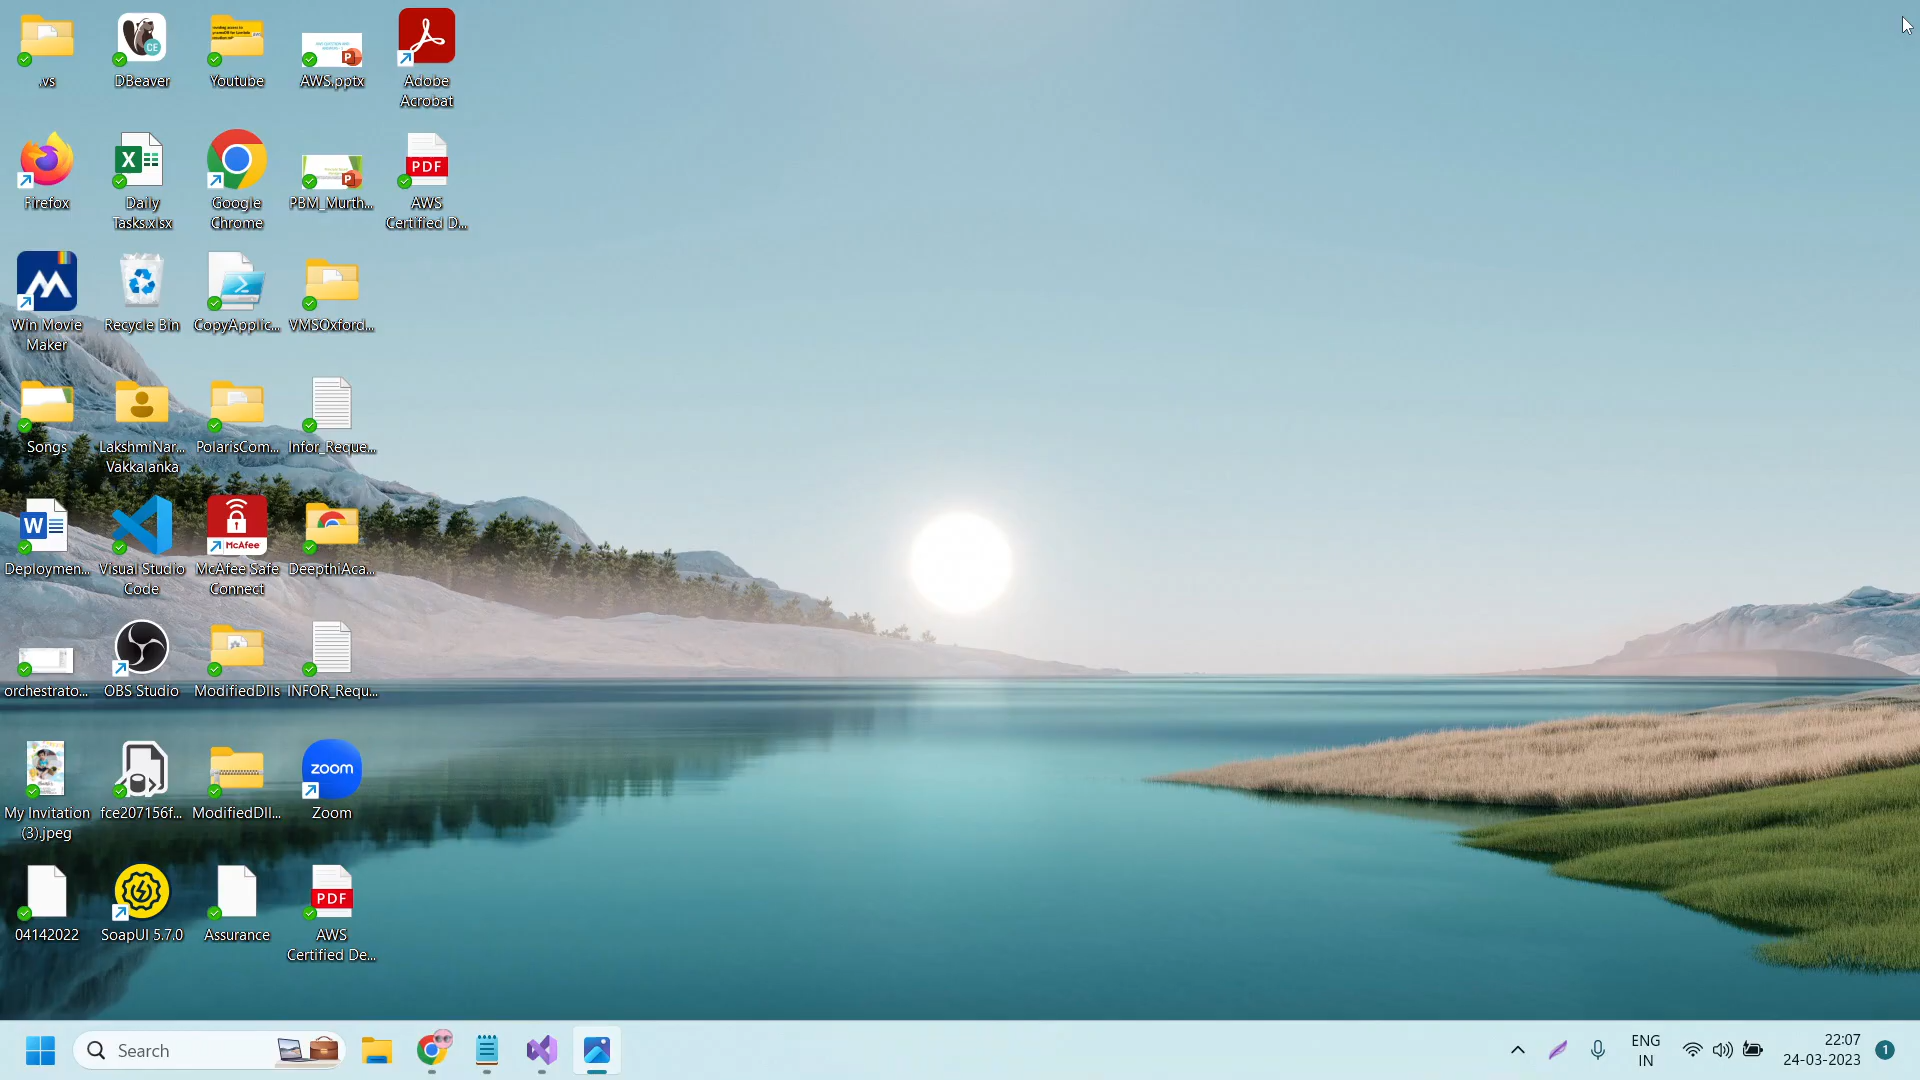 .vs
DBeaver
Youtube
AWS.pptx
Adobe
Acrobat
Firefox
Daily
Tasks.xlsx
Google
Chrome
PBM_Murth...
PDF
AWS
Certified D...
Win Movie
Maker
Recycle Bin
CopyApplic...
VMSOxford...
Songs
LakshmiNar...
Vakkalanka
PolarisCom...
Infor_Reque...
Deploymen...
Visual Studio
Code
McAfee
McAfee Safe
Connect
DeepthiAca...
orchestrato...
OBS Studio
ModifiedDlls
INFOR_Requ...
My Invitation
(3).jpeg
fce207156f...
ModifiedDll...
zoom
Zoom
04142022
SoapUI 5.7.0
Assurance
PDF
AWS
Certified De...
Search
ENG
IN
22:07
24-03-2023
1